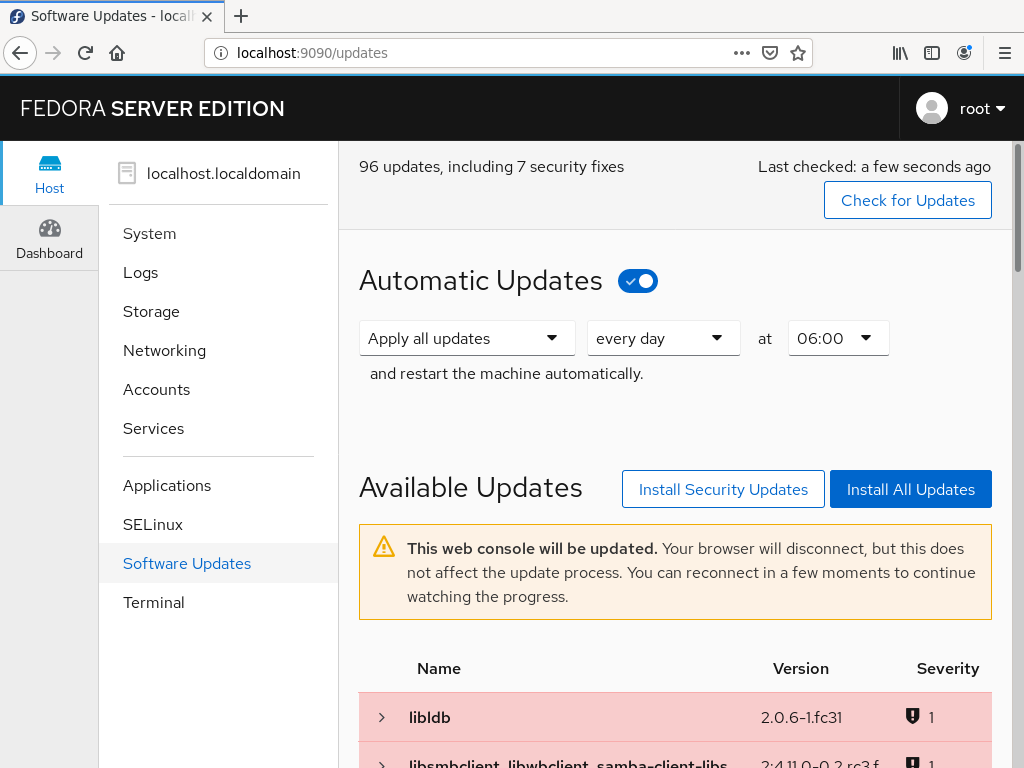 Software Updates - local
localhost:9090/updates
FEDORA SERVER EDITION
root
Host
Dashboard
localhost.localdomain
System
Logs
Storage
Networking
Accounts
Services
Applications
SELinux
Software Updates
Terminal
96 updates, including 7 security fixes
Last checked: a few seconds ago
Check for Updates
Automatic Updates
Apply all updates every day at 06:00
and restart the machine automatically.
Available Updates
Install Security Updates
Install All Updates
This web console will be updated. Your browser will disconnect, but this does
not affect the update process. You can reconnect in a few moments to continue
watching the progress.
Name Version Severity
libldb 2.0.6-1.fc31 1
libsmbclient, libwbclient, samba-client-libs, 2:4.11.0-0.2.rc3.f 1